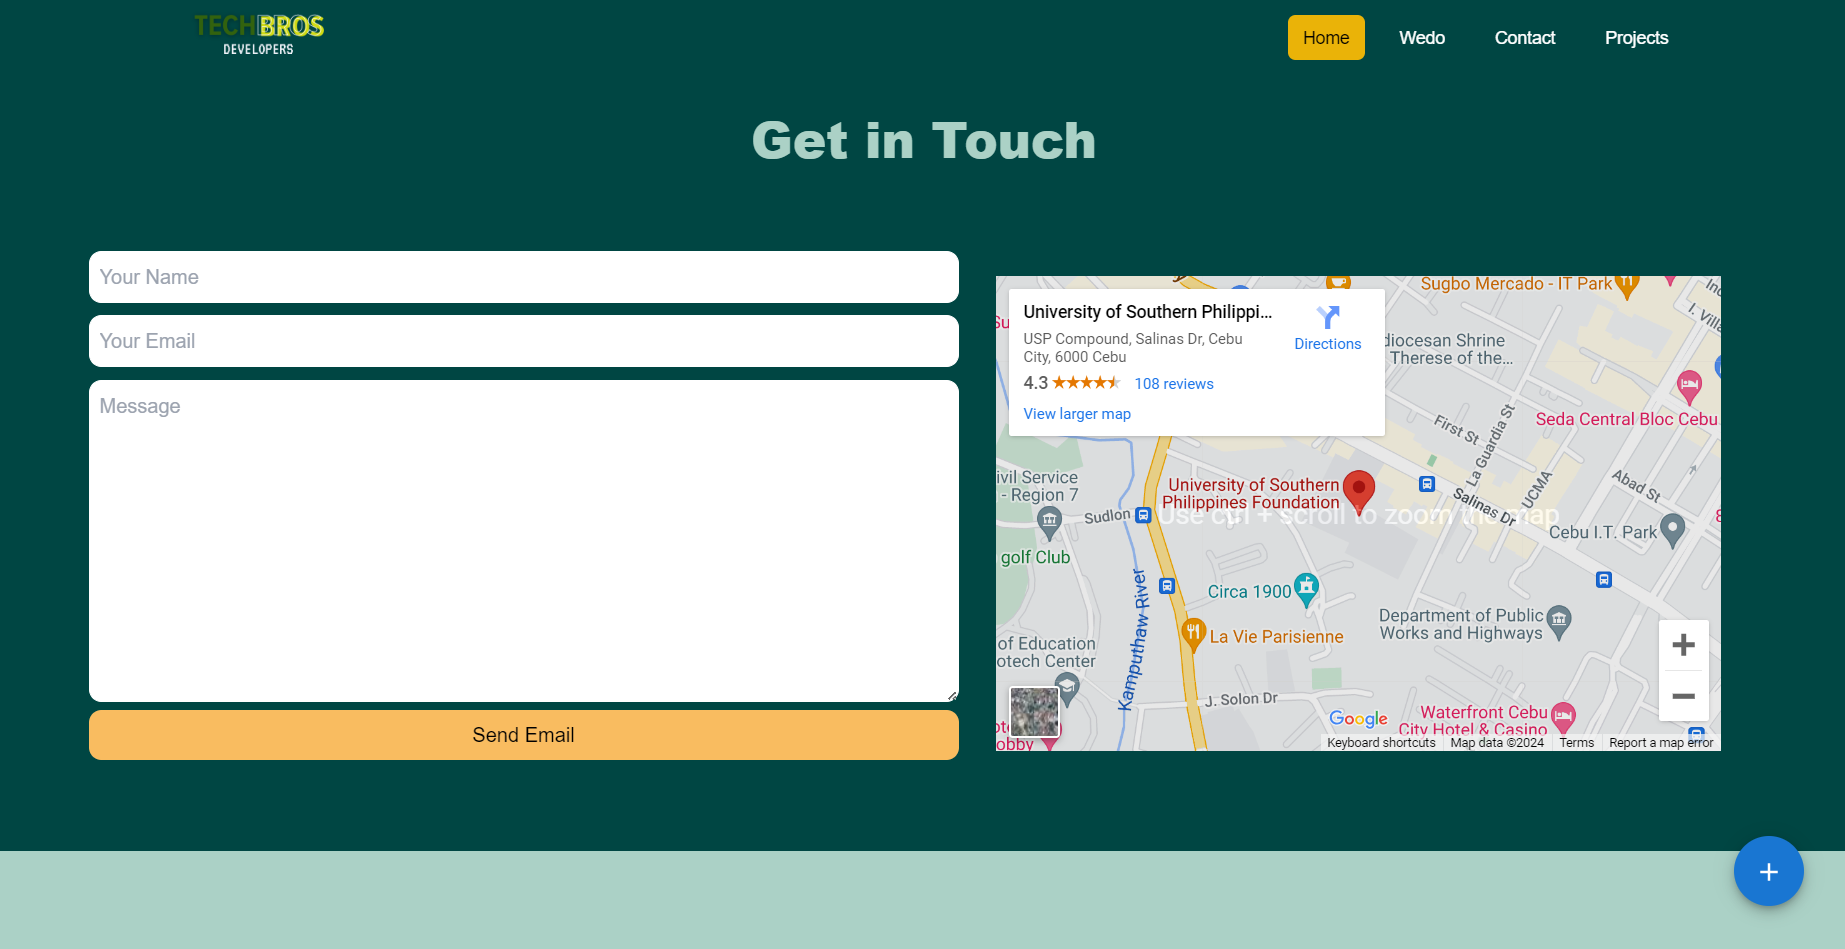 TECHBROS
DEVELOPERS
Home
Wedo
Contact
Projects
Get in Touch
Your Name
Your Email
Message
Send Email
University of Southern Philippi...
USP Compound, Salinas Dr, Cebu
City, 6000 Cebu
4.3
108 reviews
View larger map
Directions
Sugbo Mercado - IT Park
I. Villa
diocesan Shrine
Therese of the...
Seda Central Bloc Cebu
First St
La Guardia St
UCMA
Abad St
Salinas Dr
ivil Service
- Region 7
Sudlon
University of Southern
Philippines Foundation
Use ctrl + scroll to zoom the map
Cebu I.T. Park
golf Club
Circa 1900
Kamputhaw River
La Vie Parisienne
Department of Public
Works and Highways
of Education
otech Center
J. Solon Dr
Google
Waterfront Cebu
City Hotel & Casino
obby
Keyboard shortcuts
Map data ©2024
Terms
Report a map error